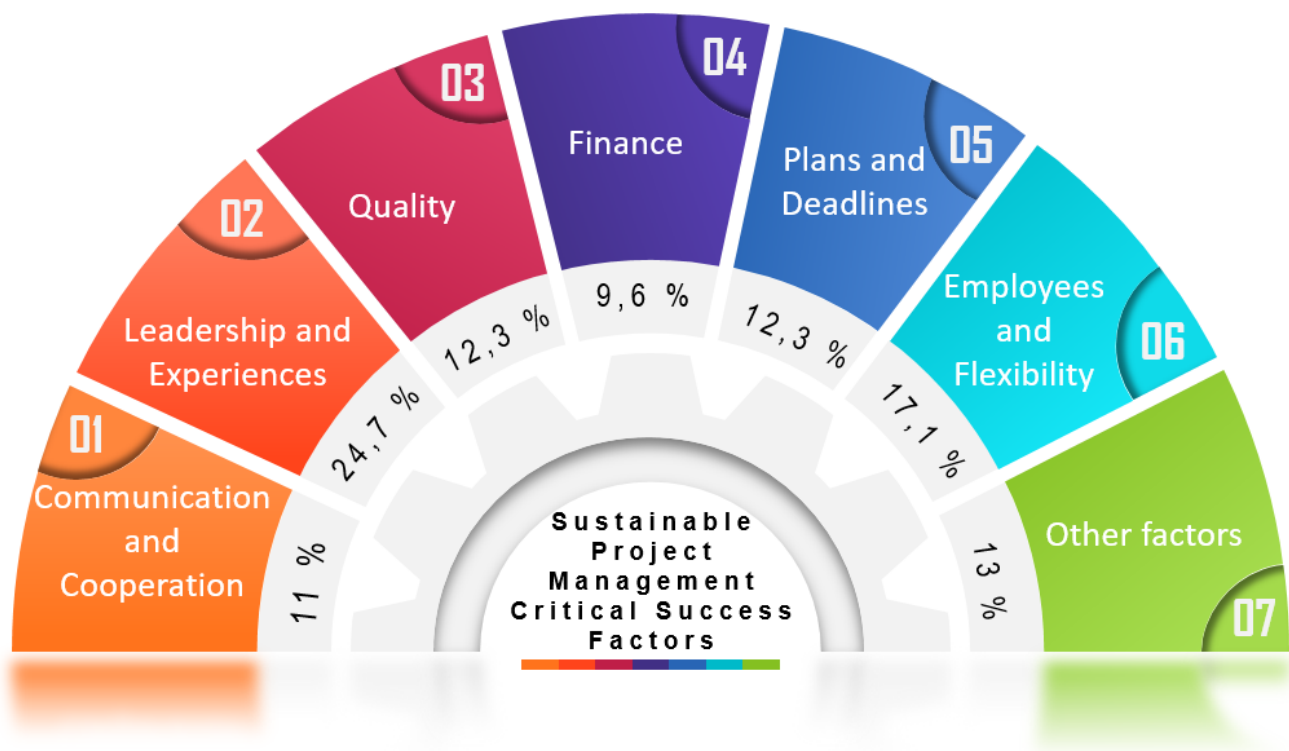 01
Communication
and
Cooperation
11 %
02
Leadership and
Experiences
24,7 %
03
Quality
12,3 %
04
Finance
9,6 %
05
Plans and
Deadlines
12,3 %
06
Employees
and
Flexibility
17,1 %
07
Other factors
13 %
Sustainable
Project
Management
Critical Success
Factors